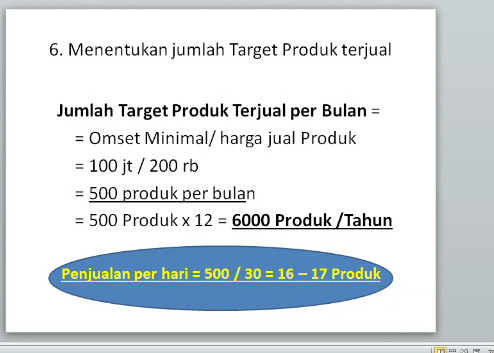 6. Menentukan jumlah Target Produk terjual
Jumlah Target Produk Terjual per Bulan =
= Omset Minimal/ harga jual Produk
= 100 jt / 200 rb
= 500 produk per bulan
= 500 Produk x 12 = 6000 Produk /Tahun
Penjualan per hari = 500 / 30 = 16 – 17 Produk